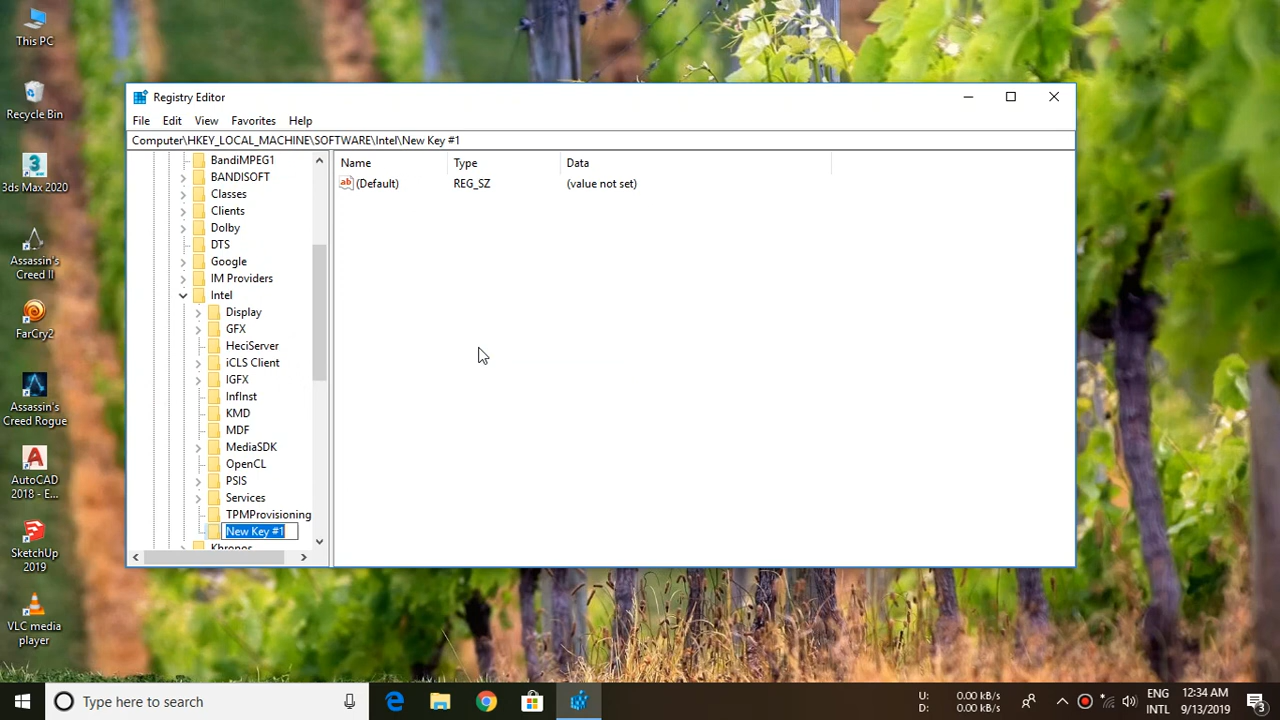 This PC
Recycle Bin
3ds Max 2020
Assassin's
Creed II
FarCry2
Assassin's
Creed Rogue
AutoCAD
2018 - E...
SketchUp
2019
VLC media
player
Registry Editor
File Edit View Favorites Help
Computer\HKEY_LOCAL_MACHINE\SOFTWARE\Intel\New Key #1
BandiMPEG1
BANDISOFT
Classes
Clients
Dolby
DTS
Google
IM Providers
Intel
Display
GFX
HeciServer
iCLS Client
IGFX
InfInst
KMD
MDF
MediaSDK
OpenCL
PSIS
Services
TPMProvisioning
New Key #1
Khronos
Name Type Data
ab (Default) REG_SZ (value not set)
Type here to search
U: 0.00 kB/s
D: 0.00 kB/s
ENG
INTL
12:34 AM
9/13/2019
3